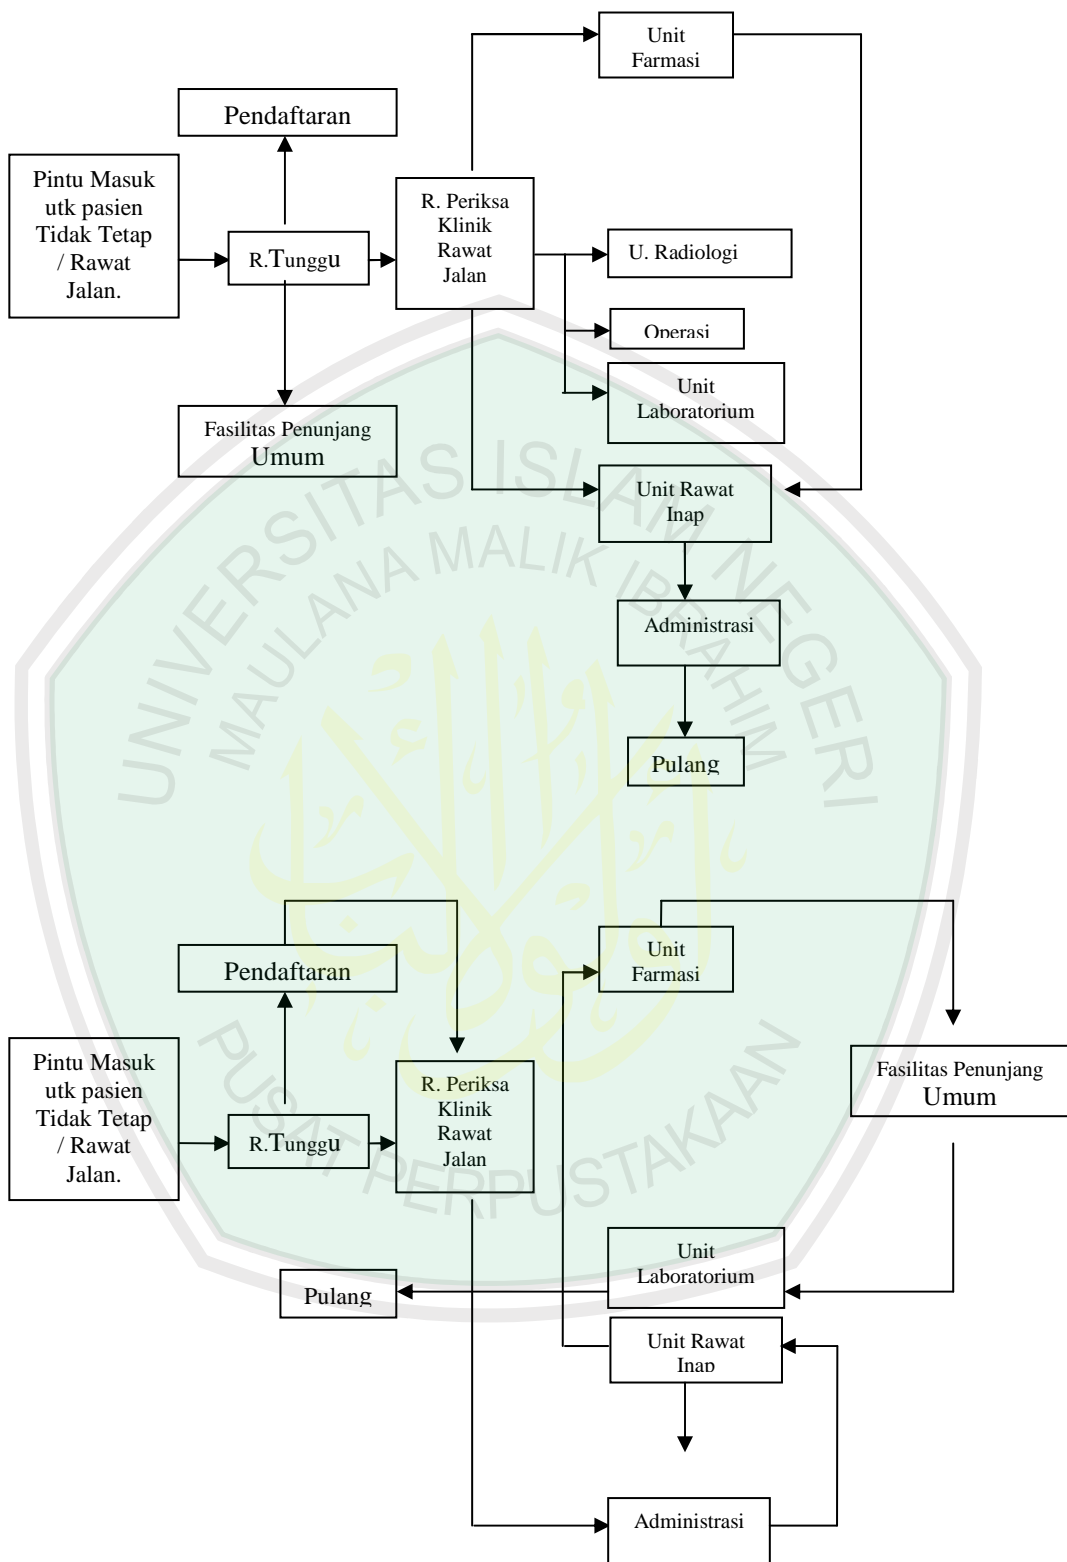 Unit
Farmasi
Pendaftaran
Pintu Masuk
utk pasien
Tidak Tetap
/ Rawat
Jalan.
R.Tunggu
R. Periksa
Klinik
Rawat
Jalan
U. Radiologi
Operasi
Unit
Laboratorium
Fasilitas Penunjang
Umum
Unit Rawat
Inap
Administrasi
Pulang
Pendaftaran
Unit
Farmasi
Pintu Masuk
utk pasien
Tidak Tetap
/ Rawat
Jalan.
R.Tunggu
R. Periksa
Klinik
Rawat
Jalan
Fasilitas Penunjang
Umum
Unit
Laboratorium
Pulang
Unit Rawat
Inap
Administrasi
UNIVERSITAS ISLAM NEGERI
MAULANA MALIK IBRAHIM
PUSAT PERPUSTAKAAN